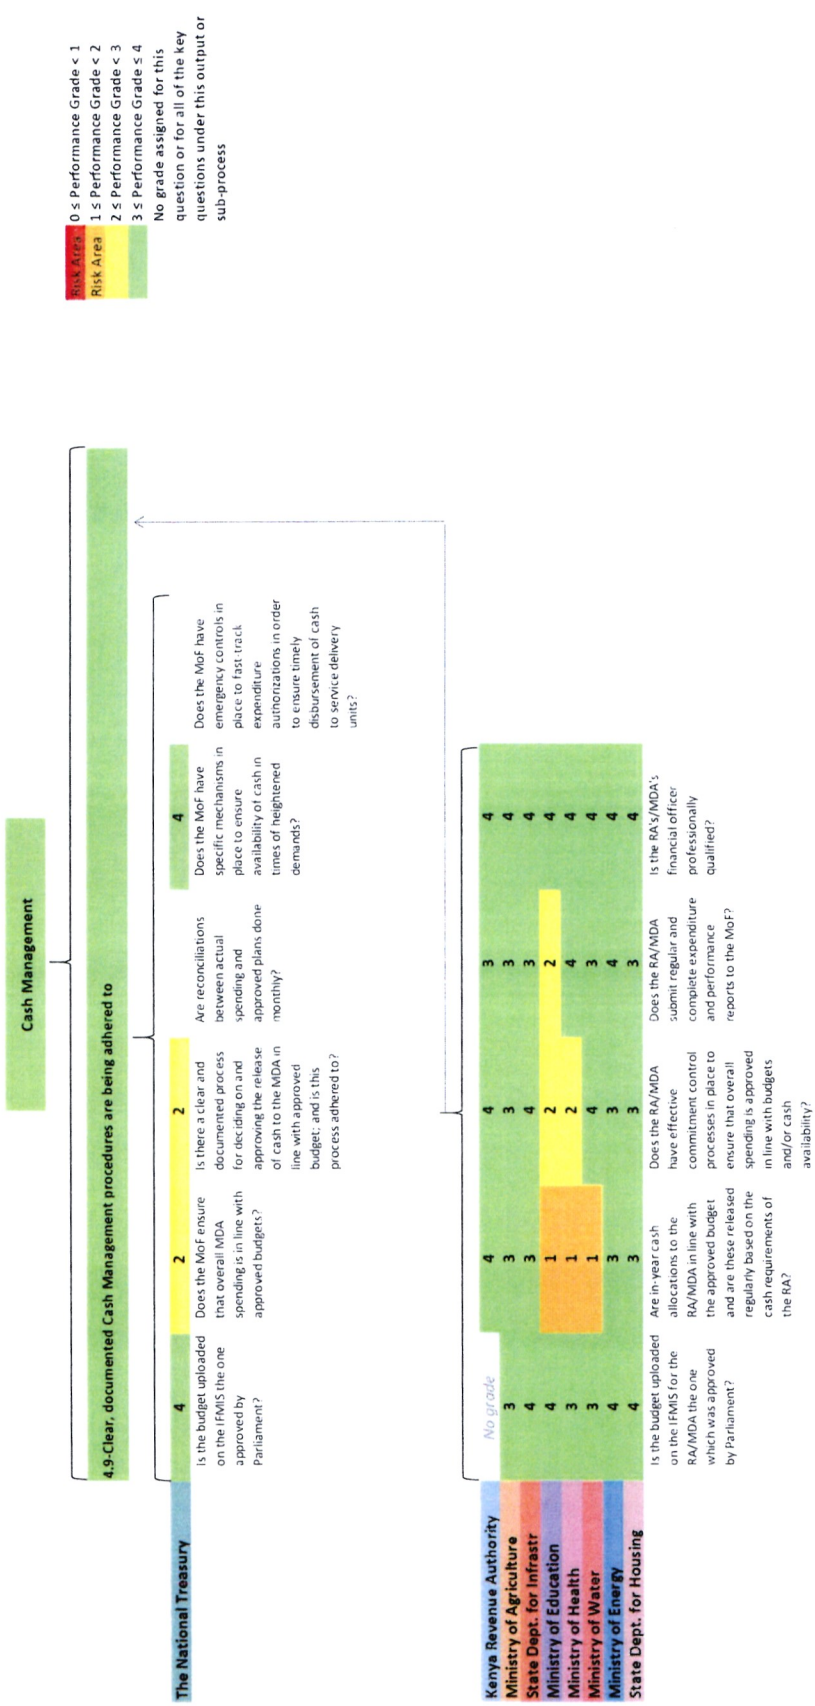 Cash Management
Risk Area 0 ≤ Performance Grade < 1
Risk Area 1 ≤ Performance Grade < 2
2 ≤ Performance Grade < 3
3 ≤ Performance Grade ≤ 4
No grade assigned for this
question or for all of the key
questions under this output or
sub-process
4.9-Clear, documented Cash Management procedures are being adhered to
The National Treasury 4 2 2 4
Is the budget uploaded
on the IFMIS the one
approved by
Parliament?
Does the MoF ensure
that overall MDA
spending is in line with
approved budgets?
Is there a clear and
documented process
for deciding on and
approving the release
of cash to the MDA in
line with approved
budget; and is this
process adhered to?
Are reconciliations
between actual
spending and
approved plans done
monthly?
Does the MoF have
specific mechanisms in
place to ensure
availability of cash in
times of heightened
demands?
Does the MoF have
emergency controls in
place to fast-track
expenditure
authorizations in order
to ensure timely
disbursement of cash
to service delivery
units?
Kenya Revenue Authority No grade 4 4 3 4
Ministry of Agriculture 3 3 3 3 4
State Dept. for Infrastr 4 3 4 3 4
Ministry of Education 4 1 2 2 4
Ministry of Health 3 1 2 4 4
Ministry of Water 3 1 4 3 4
Ministry of Energy 4 3 3 4 4
State Dept. for Housing 4 3 3 3 4
Is the budget uploaded
on the IFMIS for the
RA/MDA the one
which was approved
by Parliament?
Are in-year cash
allocations to the
RA/MDA in line with
the approved budget
and are these released
regularly based on the
cash requirements of
the RA?
Does the RA/MDA
have effective
commitment control
processes in place to
ensure that overall
spending is approved
in line with budgets
and/or cash
availability?
Does the RA/MDA
submit regular and
complete expenditure
and performance
reports to the MoF?
Is the RA's/MDA's
financial officer
professionally
qualified?